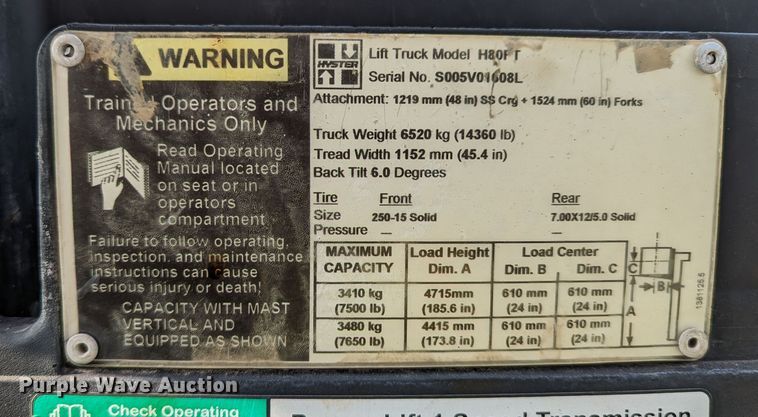 WARNING
Trained Operators and
Mechanics Only
Read Operating
Manual located
on seat or in
operators
compartment
Failure to follow operating,
inspection, and maintenance
instructions can cause
serious injury or death!
CAPACITY WITH MAST
VERTICAL AND
EQUIPPED AS SHOWN
HYSTER
Lift Truck Model H80FT
Serial No. S005V01608L
Attachment: 1219 mm (48 in) SS Crg + 1524 mm (60 in) Forks
Truck Weight 6520 kg (14360 lb)
Tread Width 1152 mm (45.4 in)
Back Tilt 6.0 Degrees
Tire Front Rear
Size 250-15 Solid 7.00X12/5.0 Solid
Pressure — —
MAXIMUM CAPACITY Load Height Dim. A Load Center Dim. B Dim. C
3410 kg 4715mm 610 mm 610 mm
(7500 lb) (185.6 in) (24 in) (24 in)
3480 kg 4415 mm 610 mm 610 mm
(7650 lb) (173.8 in) (24 in) (24 in)
C
B
A
1381125.5
Purple Wave Auction
Check Operating